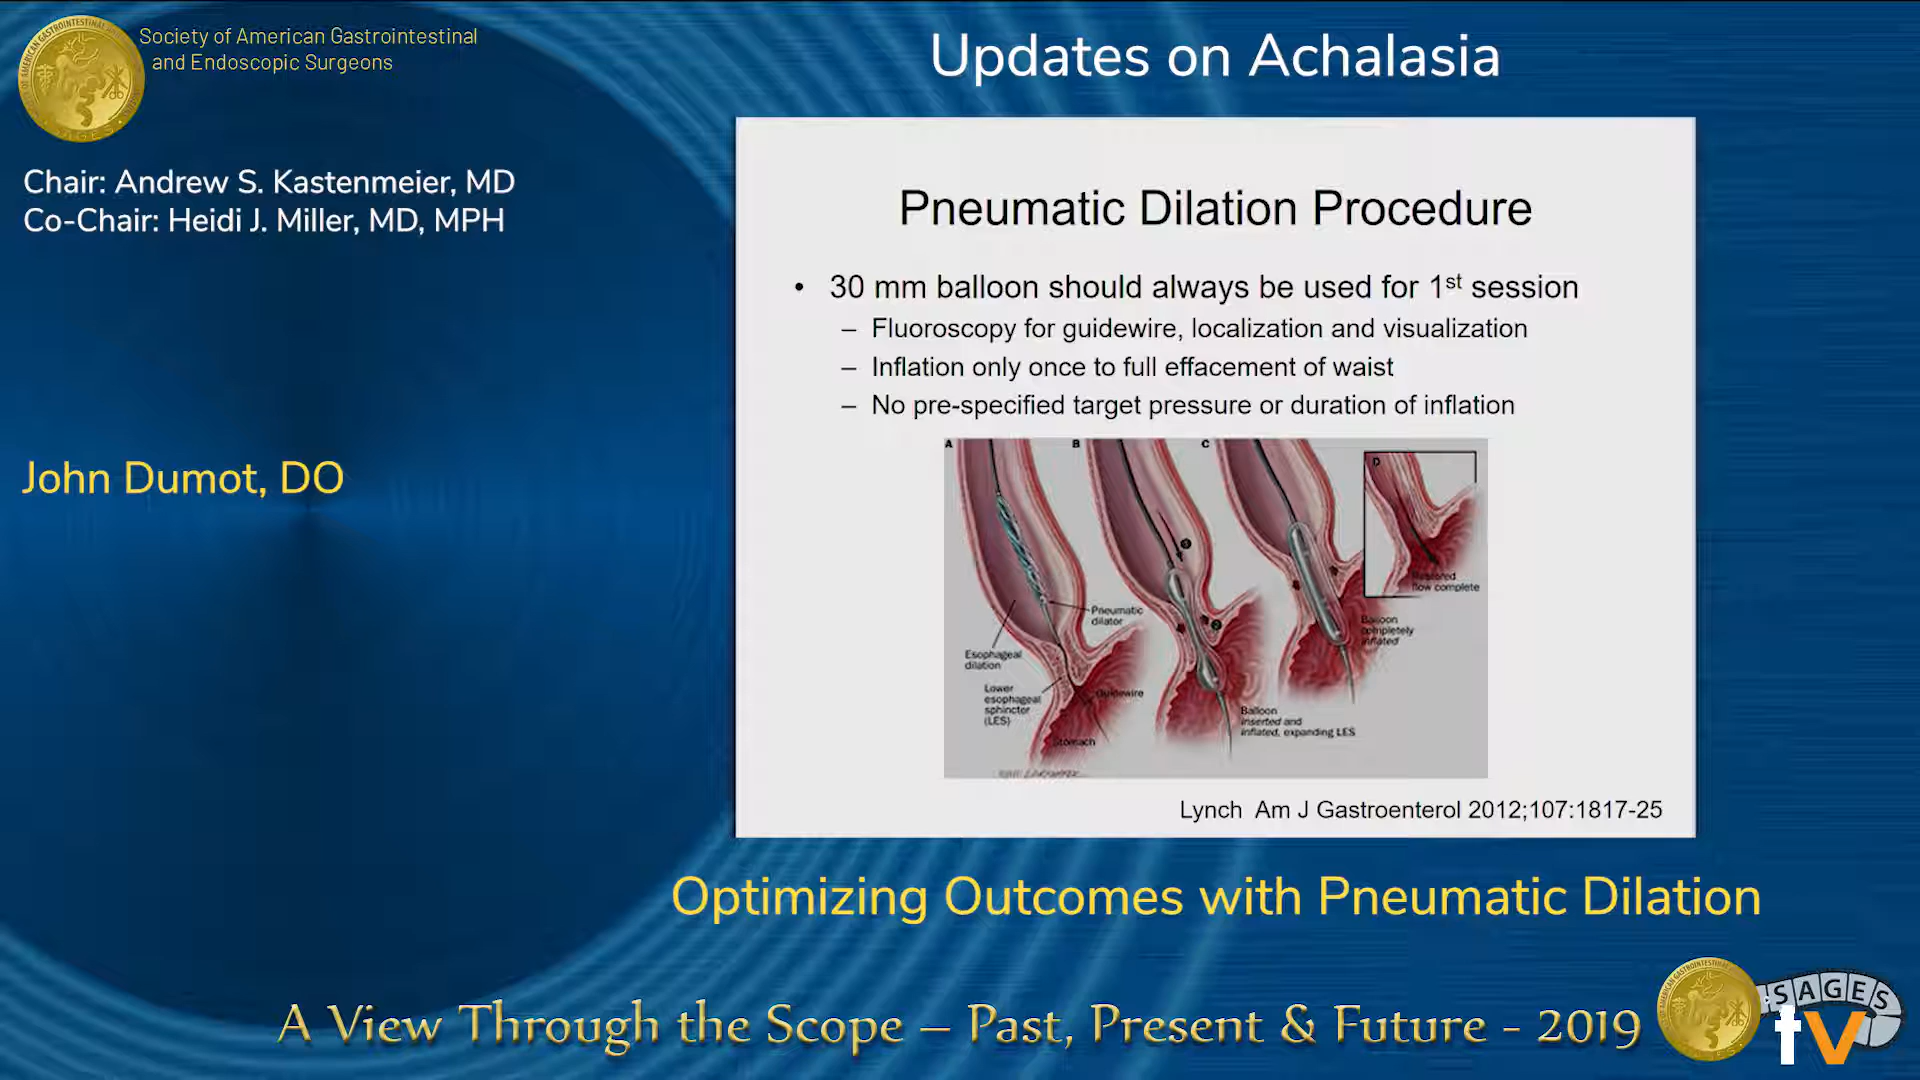 Society of American Gastrointestinal
and Endoscopic Surgeons
Updates on Achalasia
Chair: Andrew S. Kastenmeier, MD
Co-Chair: Heidi J. Miller, MD, MPH
John Dumot, DO
Pneumatic Dilation Procedure
• 30 mm balloon should always be used for 1st session
– Fluoroscopy for guidewire, localization and visualization
– Inflation only once to full effacement of waist
– No pre-specified target pressure or duration of inflation
A
B
C
D
Restored
flow complete
Pneumatic
dilator
Balloon
completely
inflated
Esophageal
dilation
Lower
esophageal
sphincter
(LES)
Guidewire
Stomach
Balloon
inserted and
inflated, expanding LES
Lynch Am J Gastroenterol 2012;107:1817-25
Optimizing Outcomes with Pneumatic Dilation
A View Through the Scope – Past, Present & Future - 2019
SAGES
tv